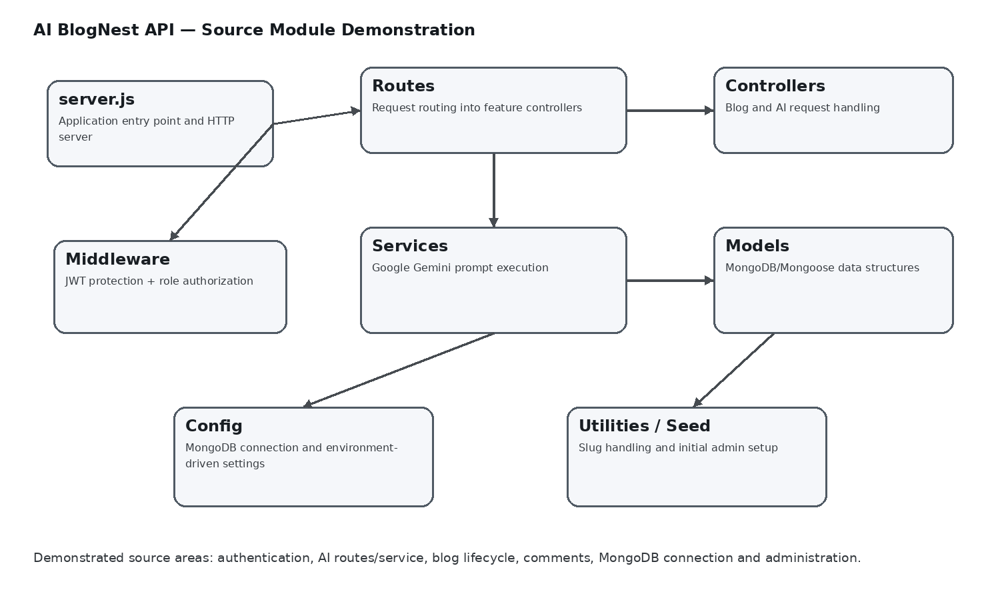 AI BlogNest API — Source Module Demonstration
server.js
Application entry point and HTTP
server
Routes
Request routing into feature controllers
Controllers
Blog and AI request handling
Middleware
JWT protection + role authorization
Services
Google Gemini prompt execution
Models
MongoDB/Mongoose data structures
Config
MongoDB connection and environment-
driven settings
Utilities / Seed
Slug handling and initial admin setup
Demonstrated source areas: authentication, AI routes/service, blog lifecycle, comments, MongoDB connection and administration.